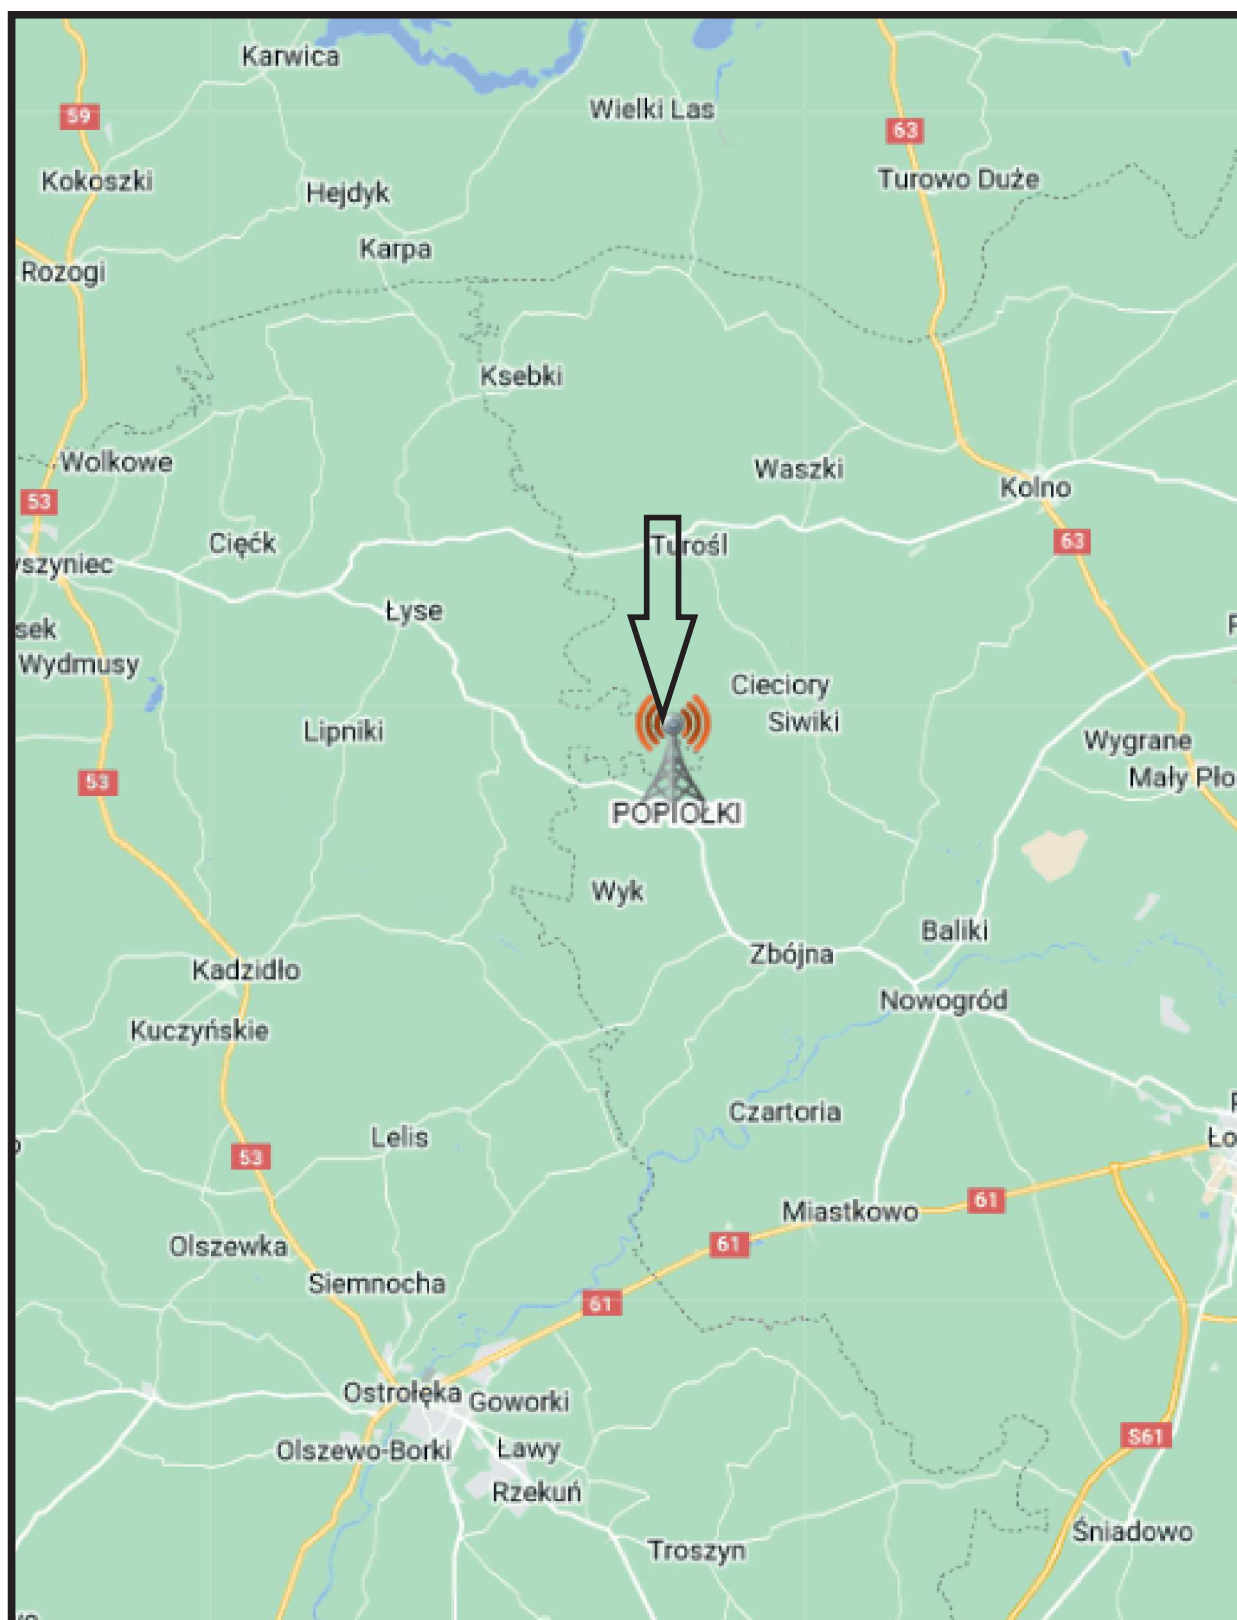 Karwica
Wielki Las
59
63
Kokoszki
Turowo Duże
Hejdyk
Karpa
Rozogi
Ksebki
Wolkowe
Waszki
Kolno
53
Cięćk
Turośl
63
yszyniec
Łyse
sek
Wydmusy
Cieciory
Lipniki
Siwiki
Wygrane
53
Mały Pło
POPIOŁKI
Wyk
Baliki
Zbójna
Kadzidło
Nowogród
Kuczyńskie
Czartoria
Lelis
Ło
53
61
Miastkowo
61
Olszewka
Siemnocha
61
Ostrołęka
Goworki
S61
Olszewo-Borki
Ławy
Rzekuń
Śniadowo
Troszyn